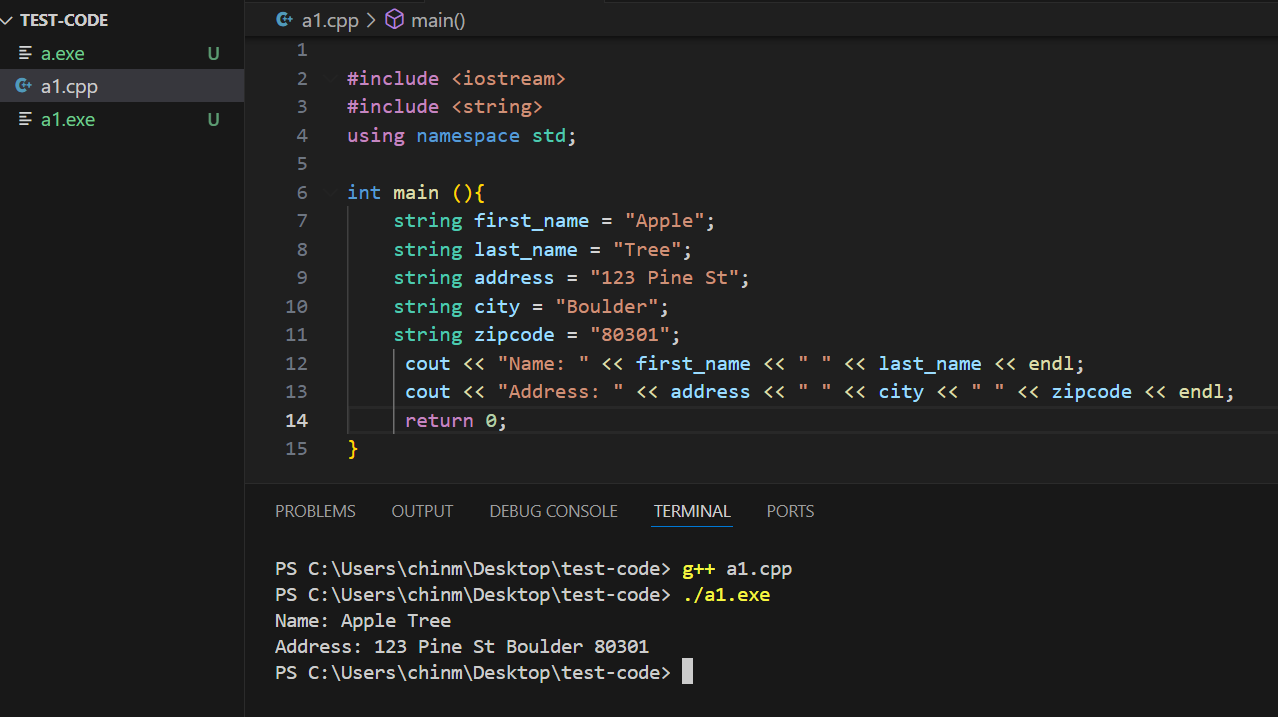 TEST-CODE
a.exe U
a1.cpp
a1.exe U
a1.cpp > main()
1
2 #include <iostream>
3 #include <string>
4 using namespace std;
5
6 int main (){
7 string first_name = "Apple";
8 string last_name = "Tree";
9 string address = "123 Pine St";
10 string city = "Boulder";
11 string zipcode = "80301";
12 cout << "Name: " << first_name << " " << last_name << endl;
13 cout << "Address: " << address << " " << city << " " << zipcode << endl;
14 return 0;
15 }
PROBLEMS OUTPUT DEBUG CONSOLE TERMINAL PORTS
PS C:\Users\chinm\Desktop\test-code> g++ a1.cpp
PS C:\Users\chinm\Desktop\test-code> ./a1.exe
Name: Apple Tree
Address: 123 Pine St Boulder 80301
PS C:\Users\chinm\Desktop\test-code>